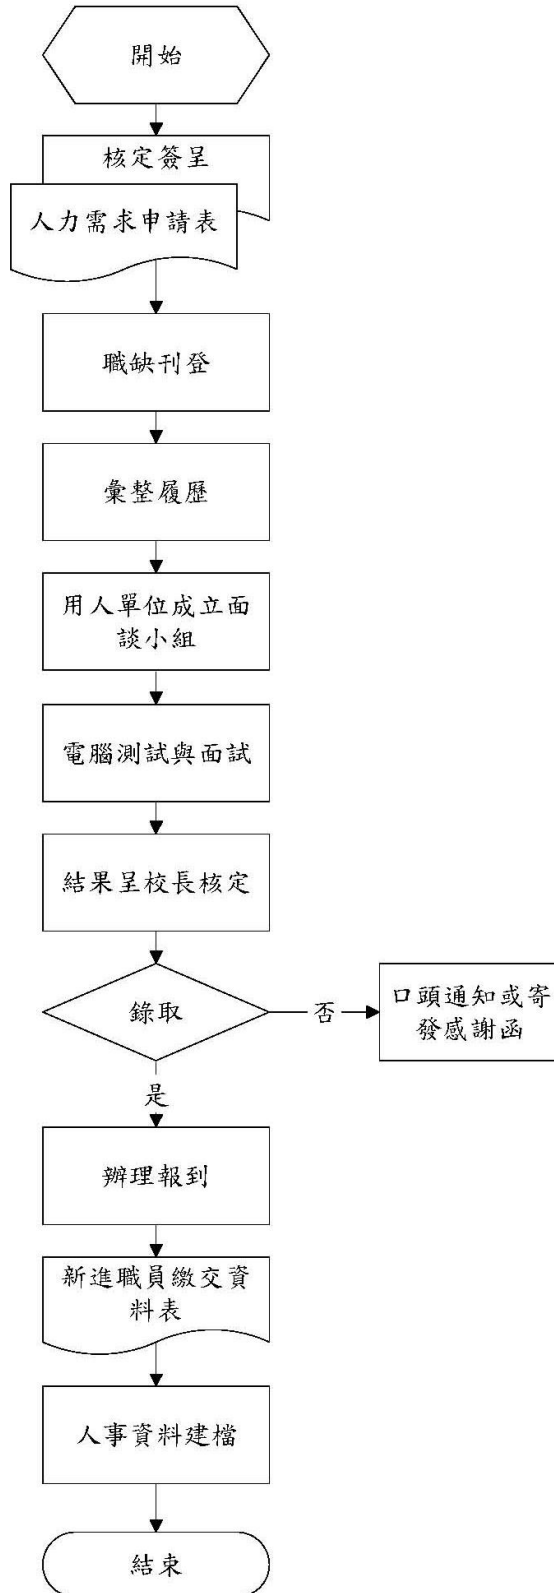 開始
核定簽呈
人力需求申請表
職缺刊登
彙整履歷
用人單位成立面
談小組
電腦測試與面試
結果呈校長核定
錄取
否
口頭通知或寄
發感謝函
是
辦理報到
新進職員繳交資
料表
人事資料建檔
結束